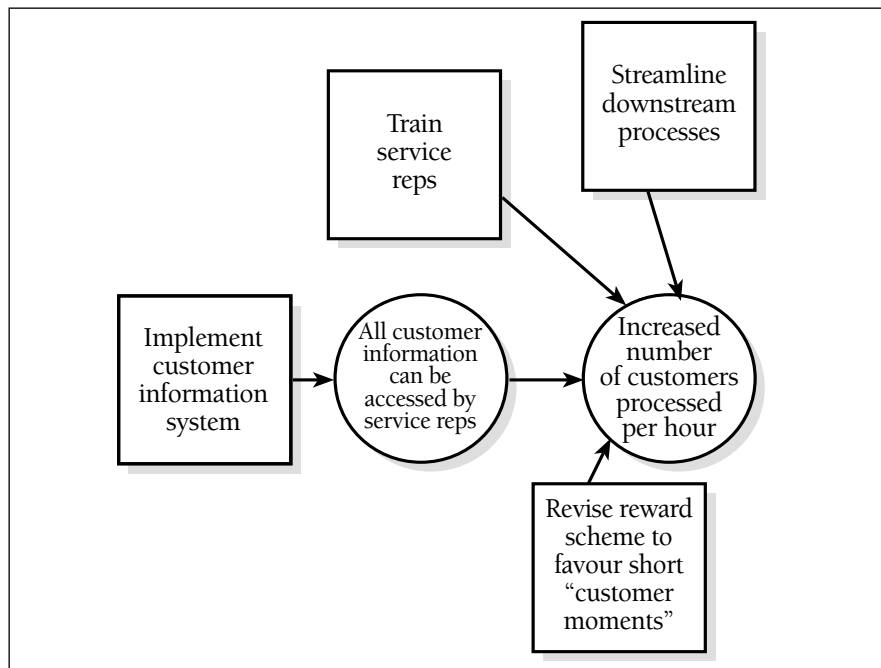 Streamline
downstream
processes
Train
service
reps
Implement
customer
information
system
All customer
information
can be
accessed by
service reps
Increased
number
of customers
processed
per hour
Revise reward
scheme to
favour short
“customer
moments”